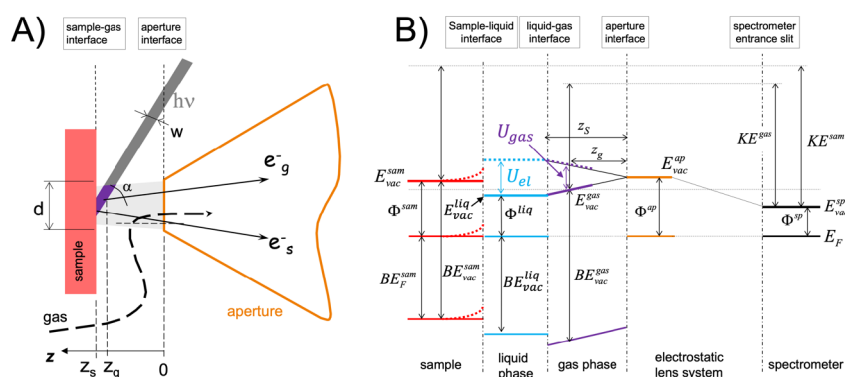 A)
sample-gas
interface
aperture
interface
hν
w
e⁻g
α
d
e⁻s
sample
gas
aperture
z
zs
zg
0
B)
Sample-liquid
interface
liquid-gas
interface
aperture
interface
spectrometer
entrance slit
zS
Ugas
zg
KE^gas
KE^sam
E^sam_vac
Uel
E^ap_vac
E^liq_vac
E^gas_vac
E^sp_vac
Φ^sam
Φ^liq
Φ^ap
Φ^sp
EF
BE^sam_F
BE^sam_vac
BE^liq_vac
BE^gas_vac
sample
liquid
phase
gas phase
electrostatic
lens system
spectrometer